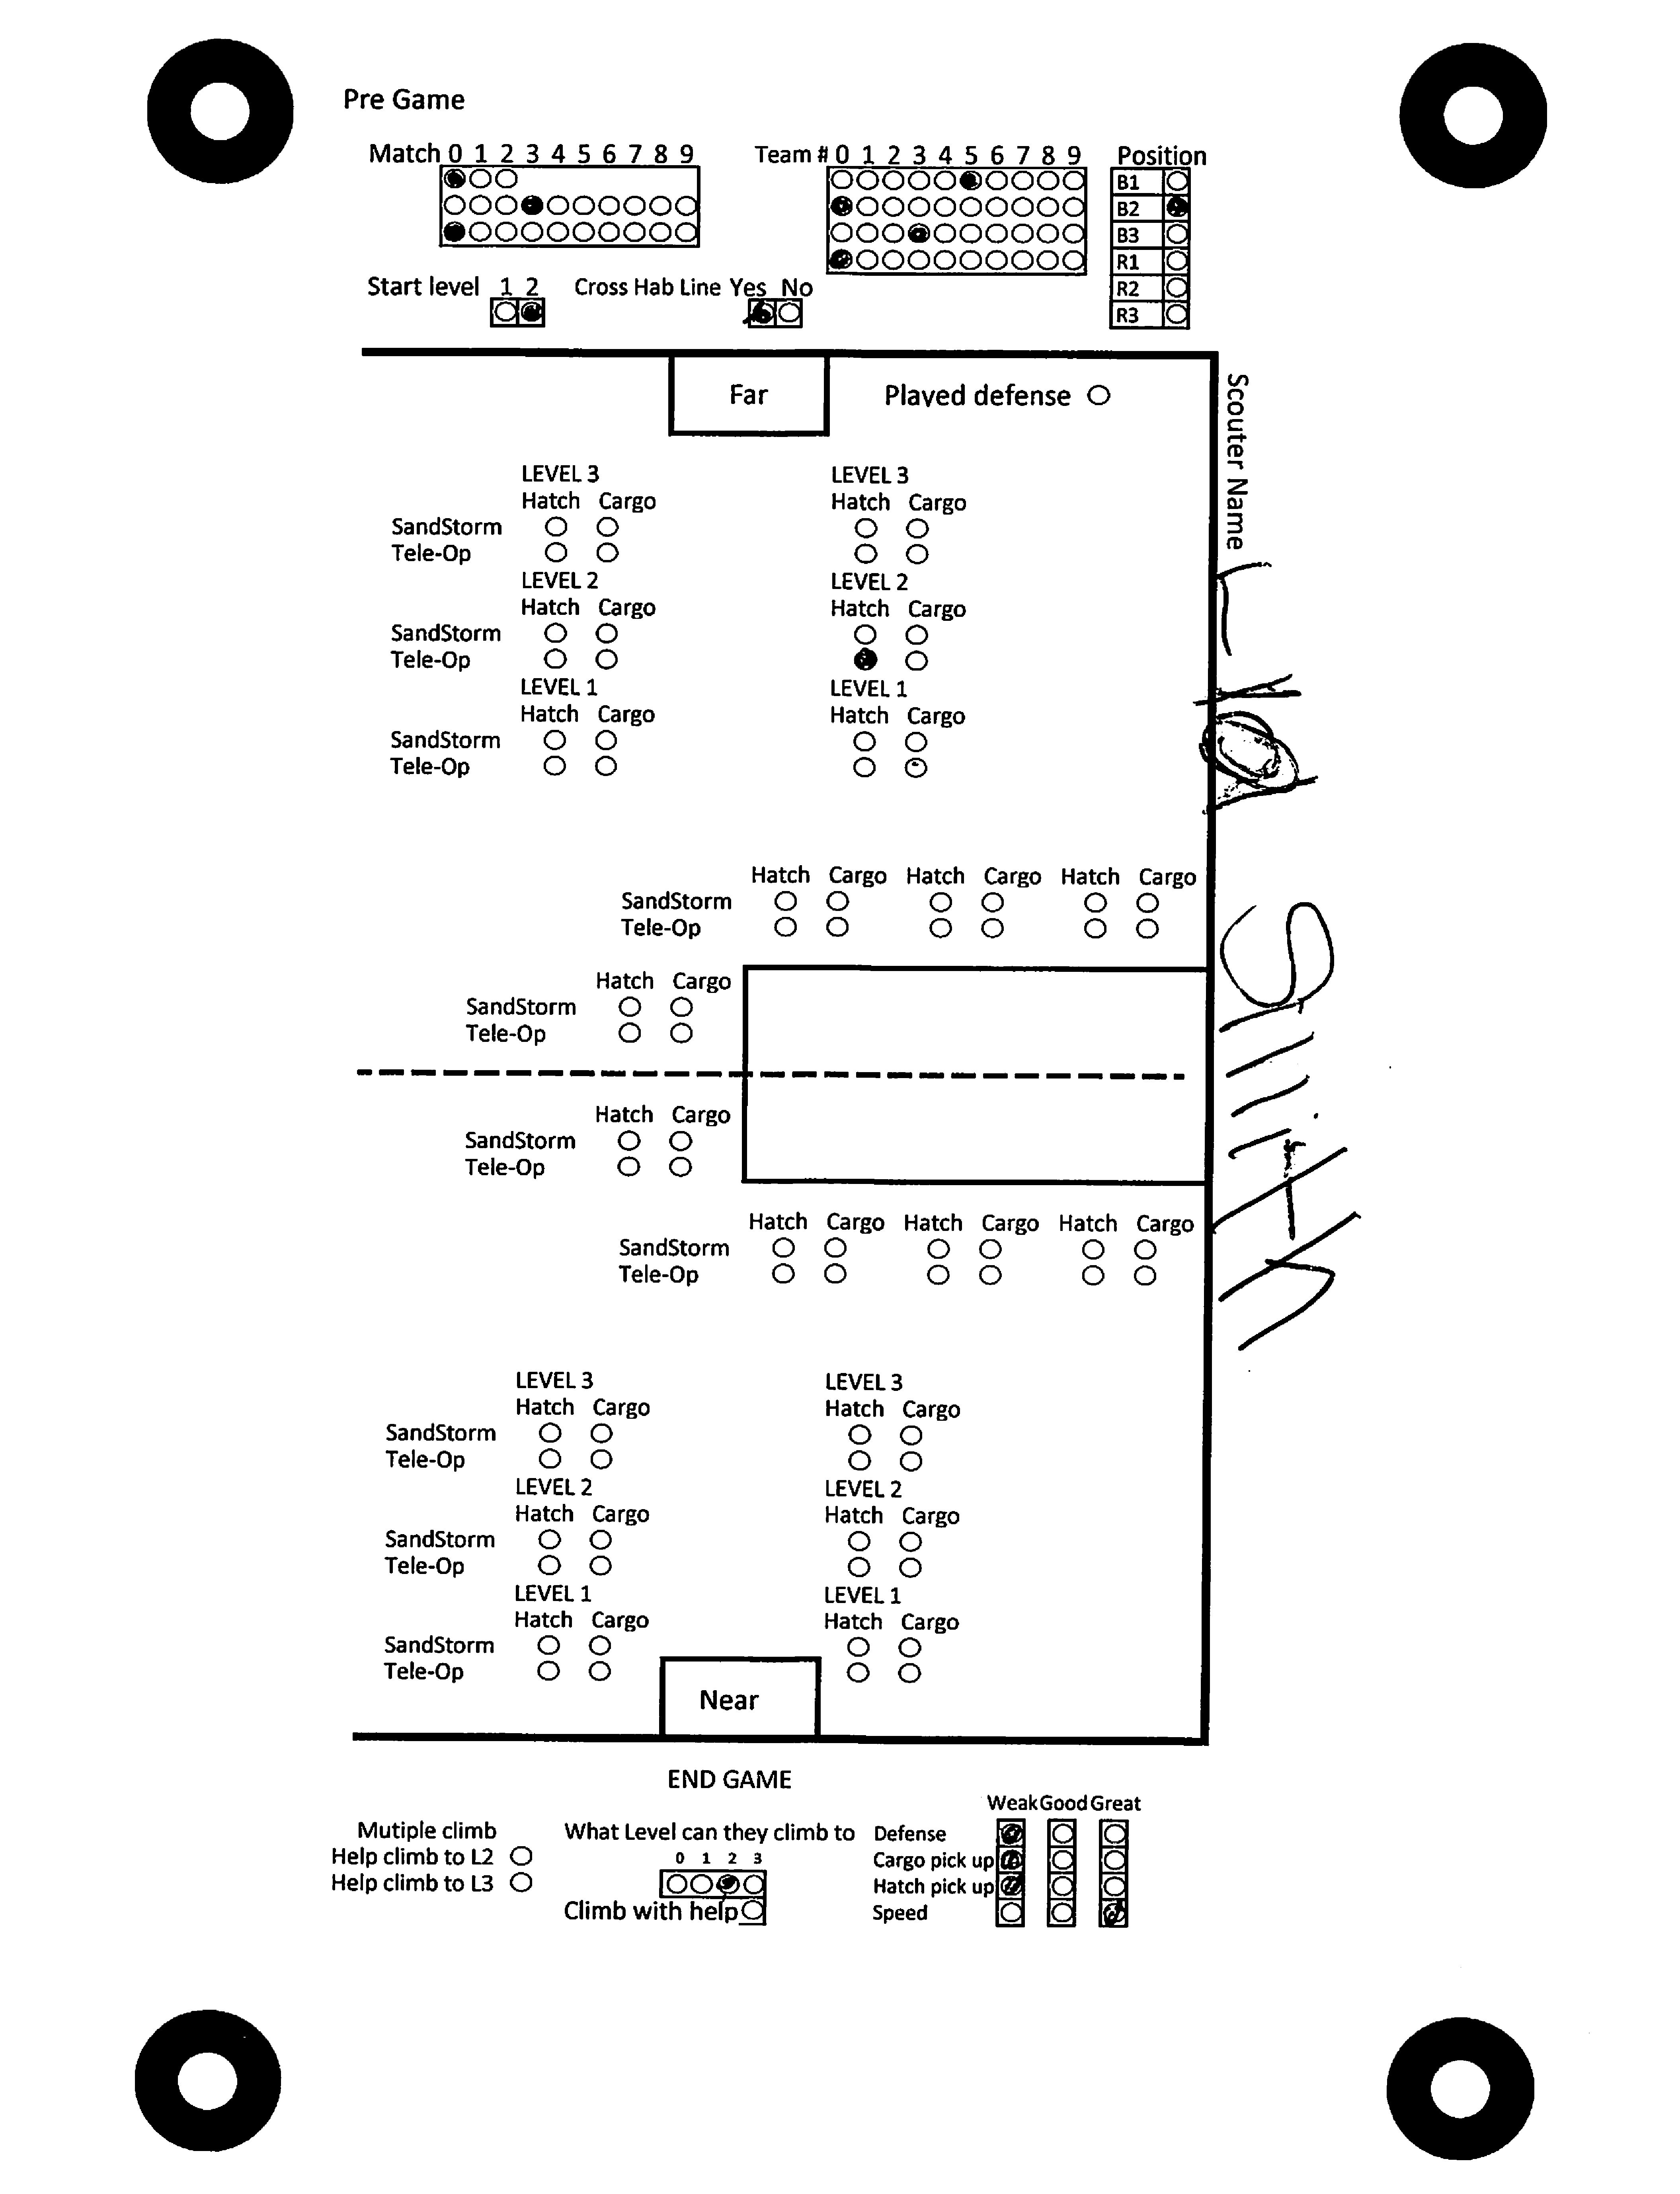 Pre Game
Match 0 1 2 3 4 5 6 7 8 9
Team # 0 1 2 3 4 5 6 7 8 9
Position
B1
B2
B3
R1
R2
R3
Start level 1 2
Cross Hab Line Yes No
Far
Played defense
Scouter Name
LEVEL 3 LEVEL 3
Hatch Cargo Hatch Cargo
SandStorm
Tele-Op
LEVEL 2 LEVEL 2
Hatch Cargo Hatch Cargo
SandStorm
Tele-Op
LEVEL 1 LEVEL 1
Hatch Cargo Hatch Cargo
SandStorm
Tele-Op
Hatch Cargo Hatch Cargo Hatch Cargo
SandStorm
Tele-Op
Hatch Cargo
SandStorm
Tele-Op
Hatch Cargo
SandStorm
Tele-Op
Hatch Cargo Hatch Cargo Hatch Cargo
SandStorm
Tele-Op
LEVEL 3 LEVEL 3
Hatch Cargo Hatch Cargo
SandStorm
Tele-Op
LEVEL 2 LEVEL 2
Hatch Cargo Hatch Cargo
SandStorm
Tele-Op
LEVEL 1 LEVEL 1
Hatch Cargo Hatch Cargo
SandStorm
Tele-Op
Near
END GAME
Mutiple climb
Help climb to L2
Help climb to L3
What Level can they climb to
0 1 2 3
Climb with help
Weak Good Great
Defense
Cargo pick up
Hatch pick up
Speed